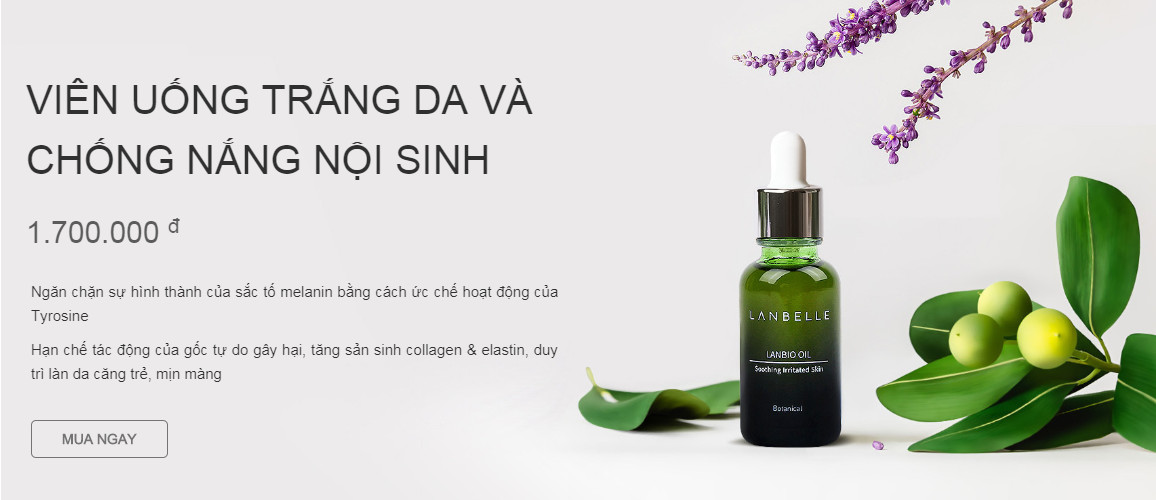 VIÊN UỐNG TRẮNG DA VÀ
CHỐNG NẮNG NỘI SINH
1.700.000 đ
Ngăn chặn sự hình thành của sắc tố melanin bằng cách ức chế hoạt động của
Tyrosine
Hạn chế tác động của gốc tự do gây hại, tăng sản sinh collagen & elastin, duy
trì làn da căng trẻ, mịn màng
MUA NGAY
LANBELLE
LANBIO OIL
Soothing Irritated Skin
Botanical